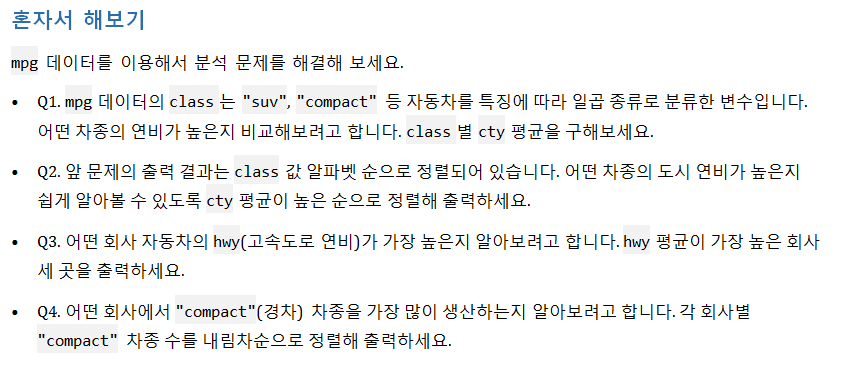 혼자서 해보기
mpg 데이터를 이용해서 분석 문제를 해결해 보세요.
• Q1. mpg 데이터의 class는 "suv", "compact" 등 자동차를 특징에 따라 일곱 종류로 분류한 변수입니다.
어떤 차종의 연비가 높은지 비교해보려고 합니다. class별 cty 평균을 구해보세요.
• Q2. 앞 문제의 출력 결과는 class 값 알파벳 순으로 정렬되어 있습니다. 어떤 차종의 도시 연비가 높은지
쉽게 알아볼 수 있도록 cty 평균이 높은 순으로 정렬해 출력하세요.
• Q3. 어떤 회사 자동차의 hwy(고속도로 연비)가 가장 높은지 알아보려고 합니다. hwy 평균이 가장 높은 회사
세 곳을 출력하세요.
• Q4. 어떤 회사에서 "compact"(경차) 차종을 가장 많이 생산하는지 알아보려고 합니다. 각 회사별
"compact" 차종 수를 내림차순으로 정렬해 출력하세요.